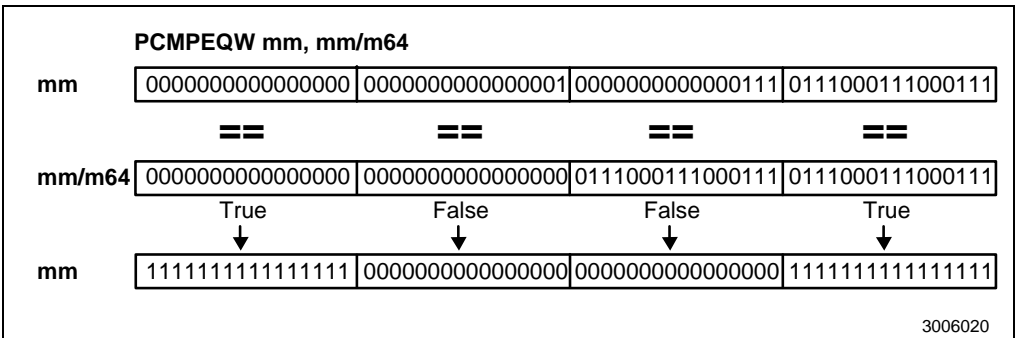 PCMPEQW mm, mm/m64
mm 0000000000000000 0000000000000001 0000000000000111 0111000111000111
== == == ==
mm/m64 0000000000000000 0000000000000000 0111000111000111 0111000111000111
True False False True
mm 1111111111111111 0000000000000000 0000000000000000 1111111111111111
3006020